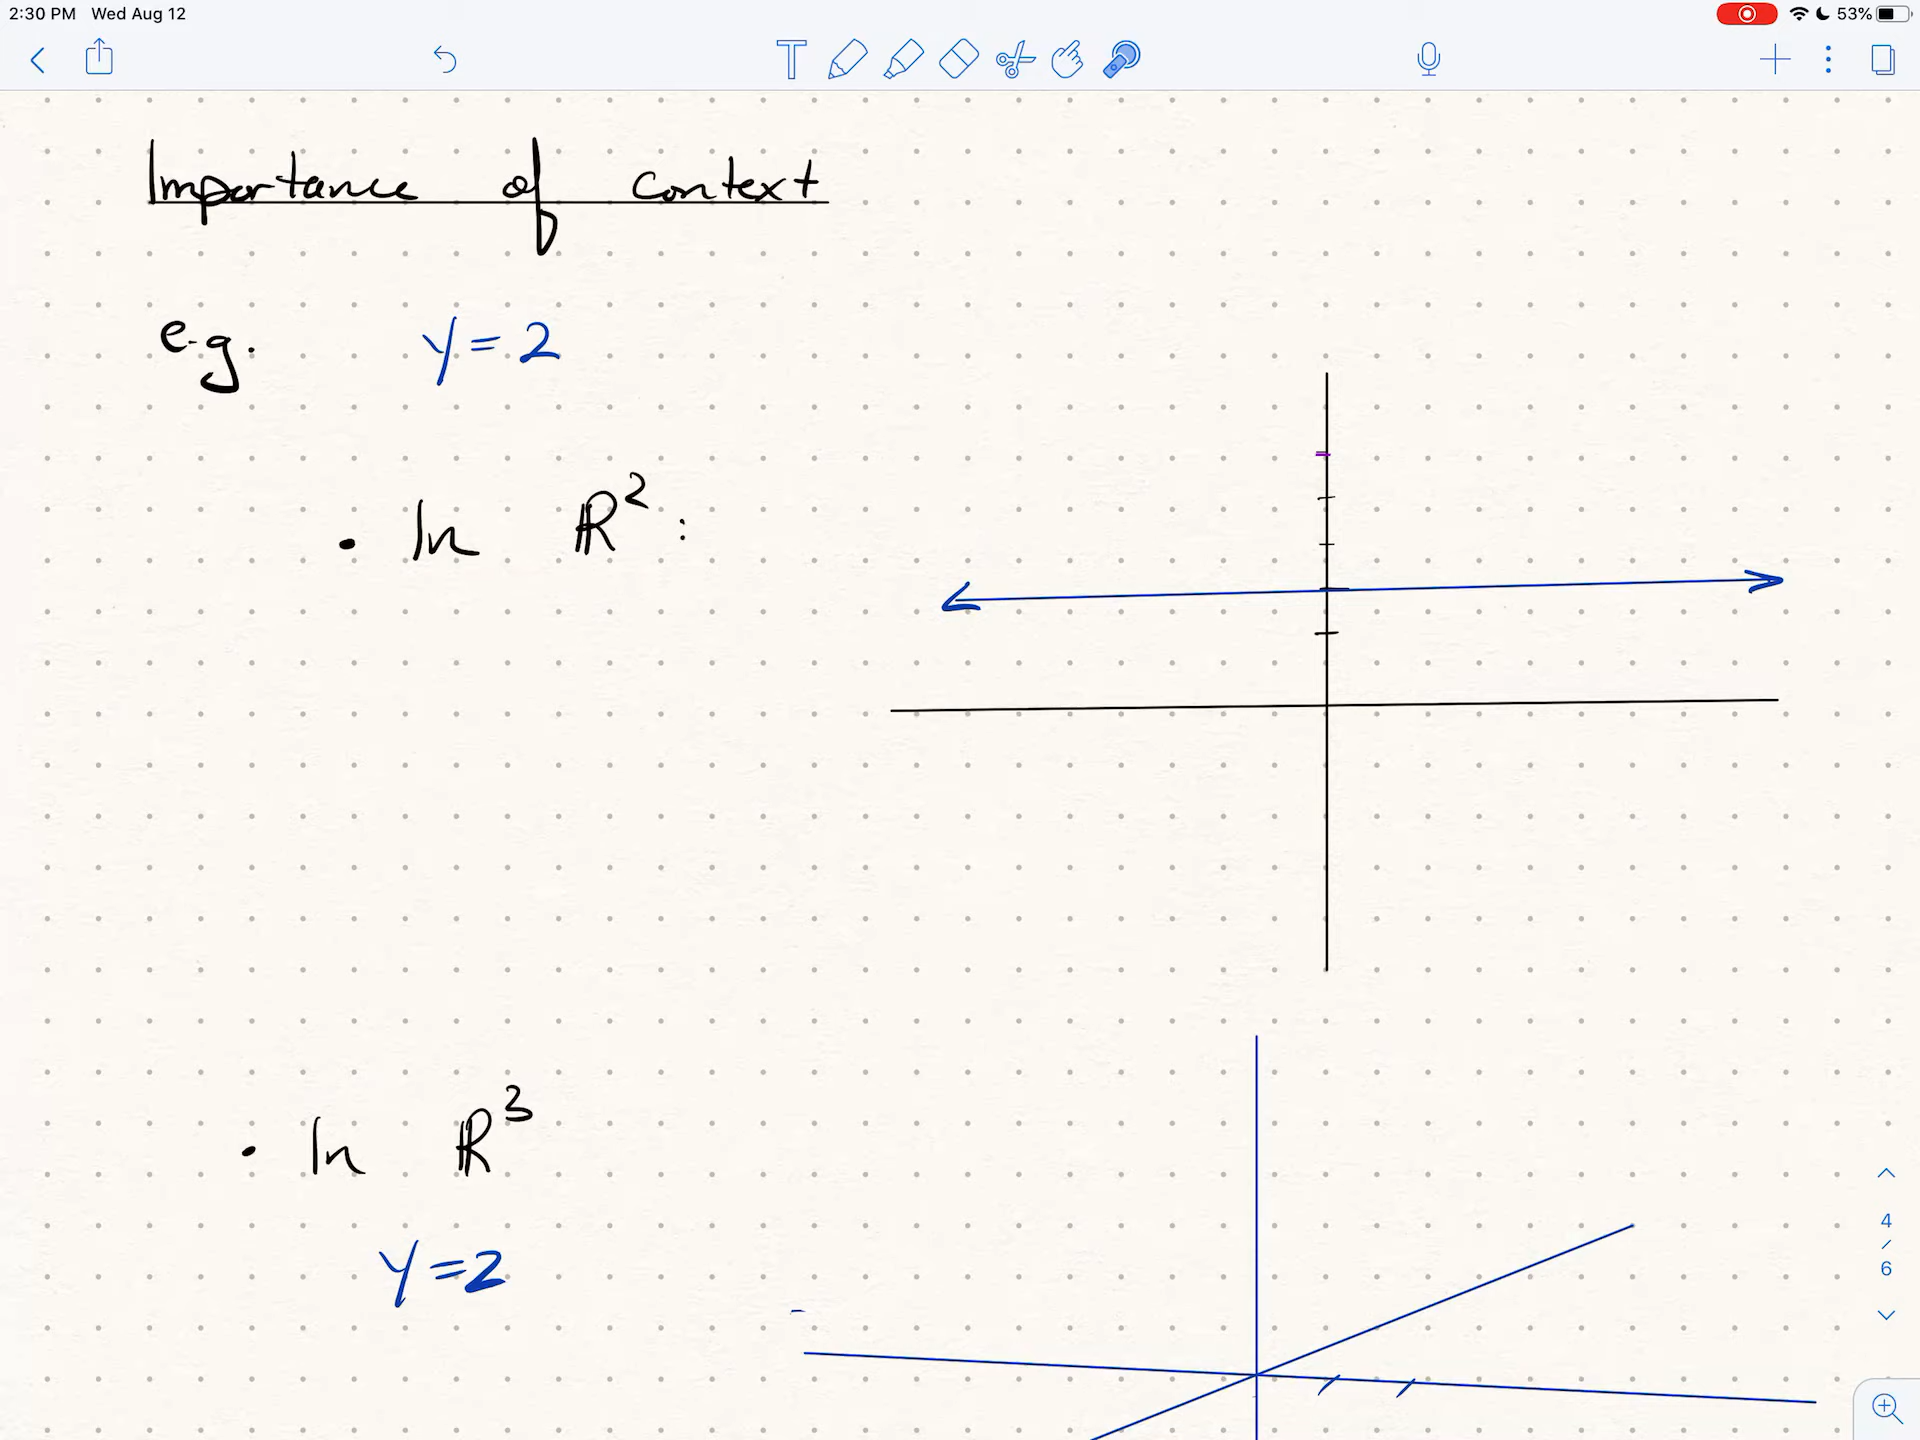 2:30 PM Wed Aug 12
53%
Importance of context
e.g. y = 2
• In ℝ²:
• In ℝ³
y = 2
4
/
6